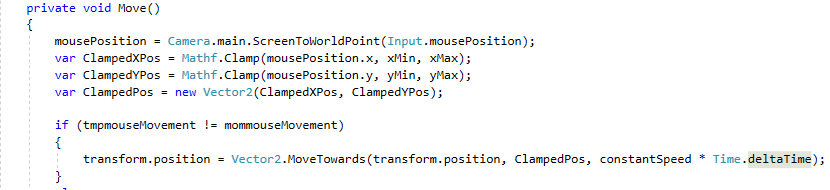 private void Move()
{
mousePosition = Camera.main.ScreenToWorldPoint(Input.mousePosition);
var ClampedXPos = Mathf.Clamp(mousePosition.x, xMin, xMax);
var ClampedYPos = Mathf.Clamp(mousePosition.y, yMin, yMax);
var ClampedPos = new Vector2(ClampedXPos, ClampedYPos);
if (tmpmouseMovement != mommouseMovement)
{
transform.position = Vector2.MoveTowards(transform.position, ClampedPos, constantSpeed * Time.deltaTime);
}